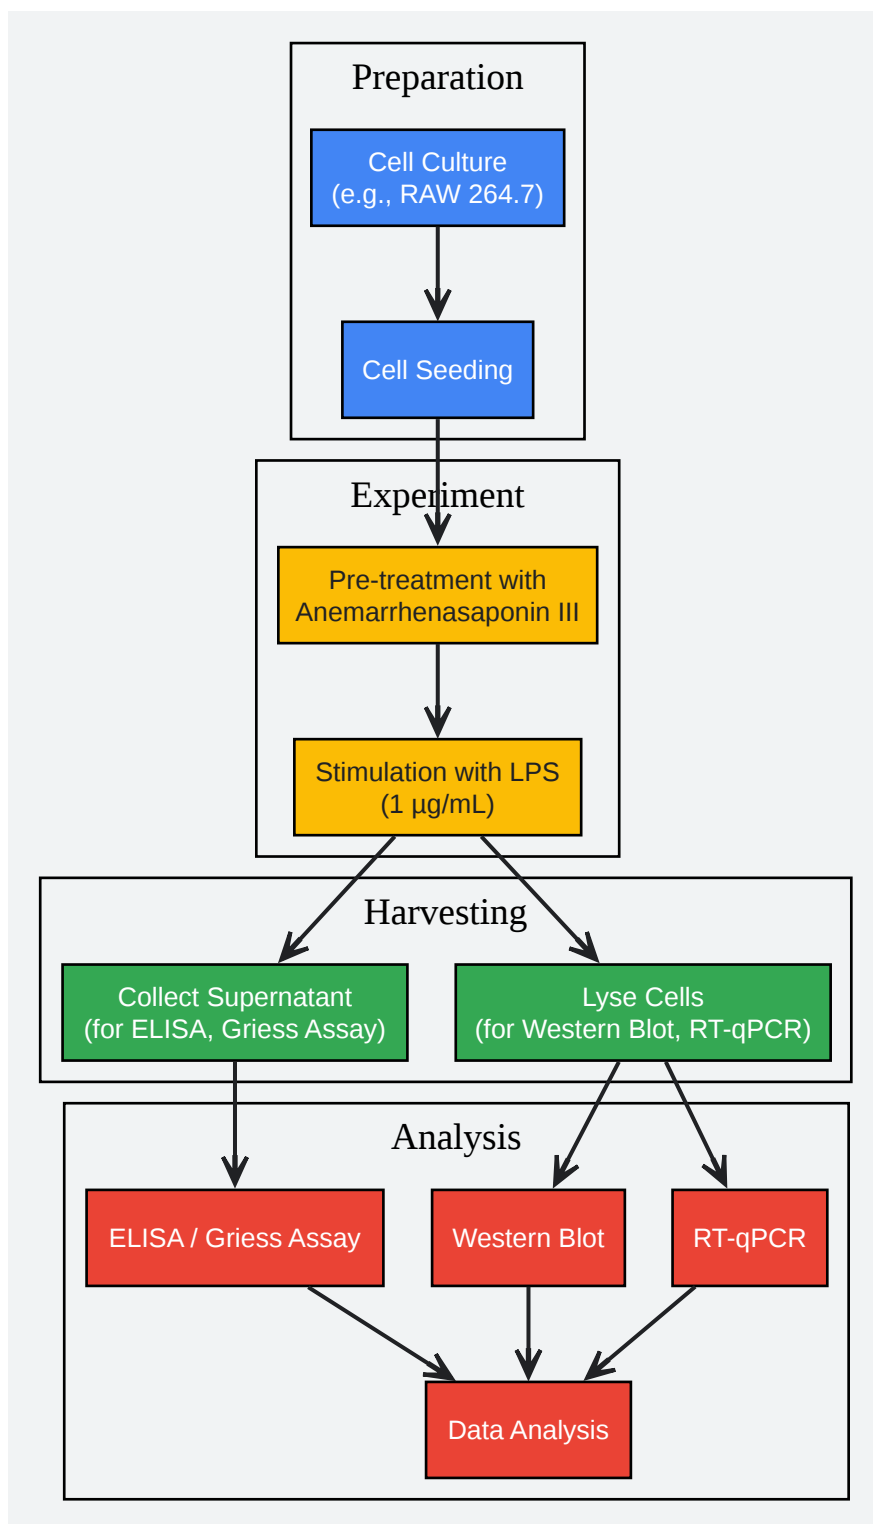 Preparation
Cell Culture
(e.g., RAW 264.7)
Cell Seeding
Experiment
Pre-treatment with
Anemarrhenasaponin III
Stimulation with LPS
(1 µg/mL)
Harvesting
Collect Supernatant
(for ELISA, Griess Assay)
Lyse Cells
(for Western Blot, RT-qPCR)
Analysis
ELISA / Griess Assay
Western Blot
RT-qPCR
Data Analysis